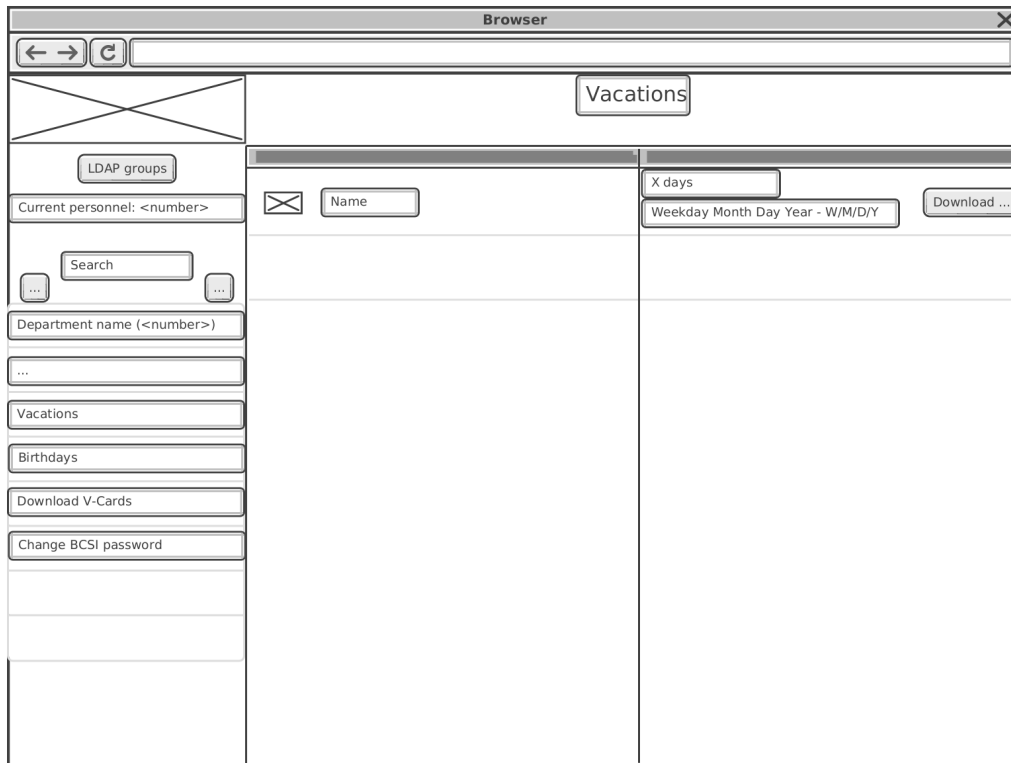 Browser
Vacations
LDAP groups
Current personnel: <number>
Search
...
...
Department name (<number>)
...
Vacations
Birthdays
Download V-Cards
Change BCSI password
Name
X days
Weekday Month Day Year - W/M/D/Y
Download ...